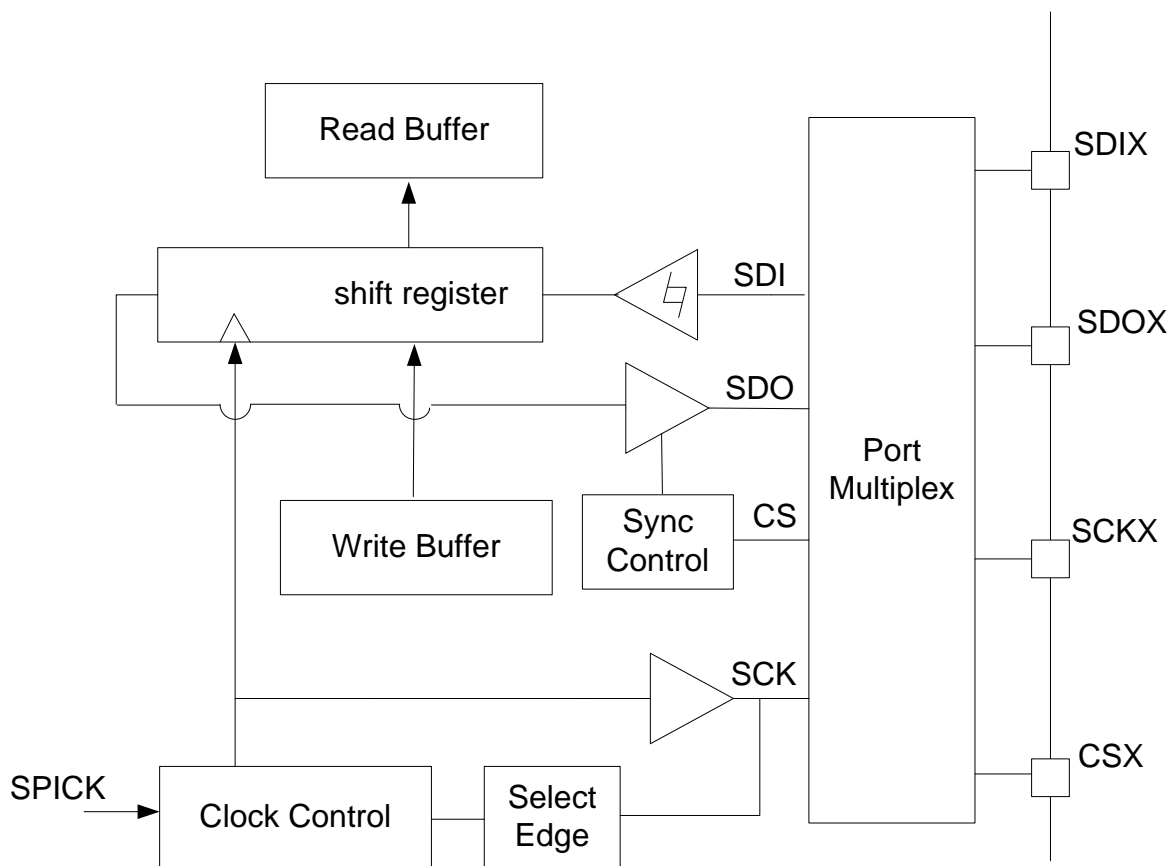 Read Buffer
SDIX
shift register
SDI
SDOX
SDO
Port
Multiplex
Write Buffer
Sync
Control
CS
SCKX
SCK
CSX
SPICK
Clock Control
Select
Edge